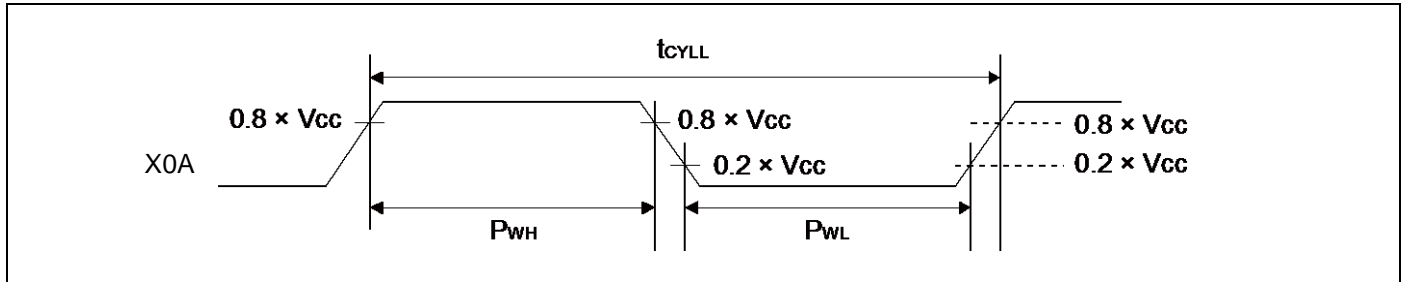 tCYLL
0.8 × Vcc
0.8 × Vcc
0.8 × Vcc
X0A
0.2 × Vcc
0.2 × Vcc
PWH
PWL